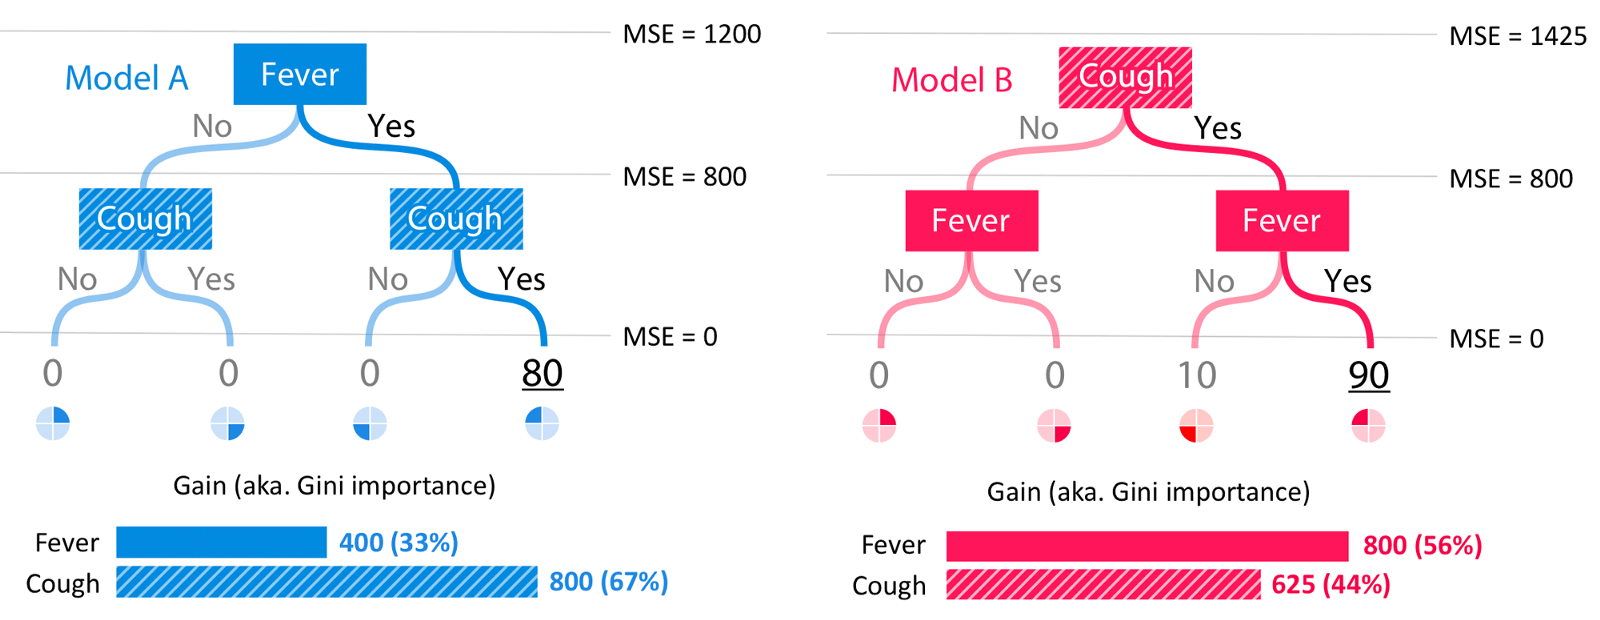 MSE = 1200
Model A
Fever
No
Yes
MSE = 800
Cough
Cough
No
Yes
No
Yes
MSE = 0
0
0
0
80
Gain (aka. Gini importance)
Fever
400 (33%)
Cough
800 (67%)
MSE = 1425
Model B
Cough
No
Yes
MSE = 800
Fever
Fever
No
Yes
No
Yes
MSE = 0
0
0
10
90
Gain (aka. Gini importance)
Fever
800 (56%)
Cough
625 (44%)